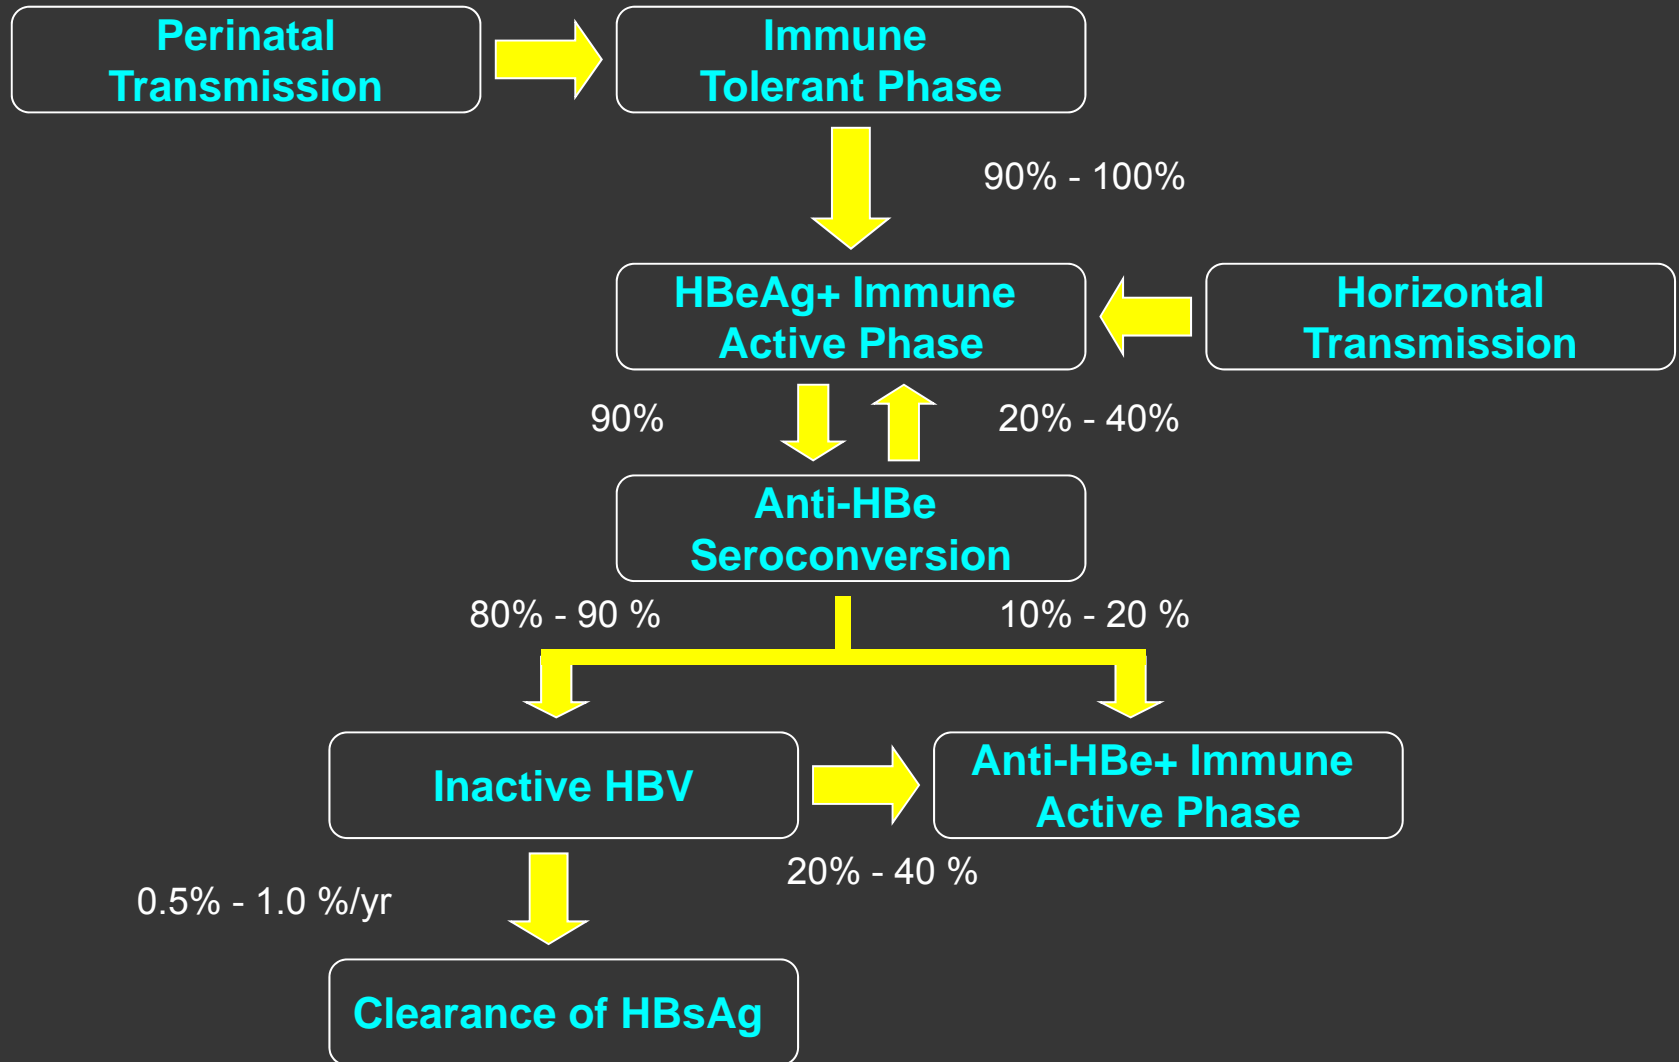 Perinatal
Transmission
Immune
Tolerant Phase
90% - 100%
HBeAg+ Immune
Active Phase
Horizontal
Transmission
90%
20% - 40%
Anti-HBe
Seroconversion
80% - 90 %
10% - 20 %
Inactive HBV
Anti-HBe+ Immune
Active Phase
20% - 40 %
0.5% - 1.0 %/yr
Clearance of HBsAg